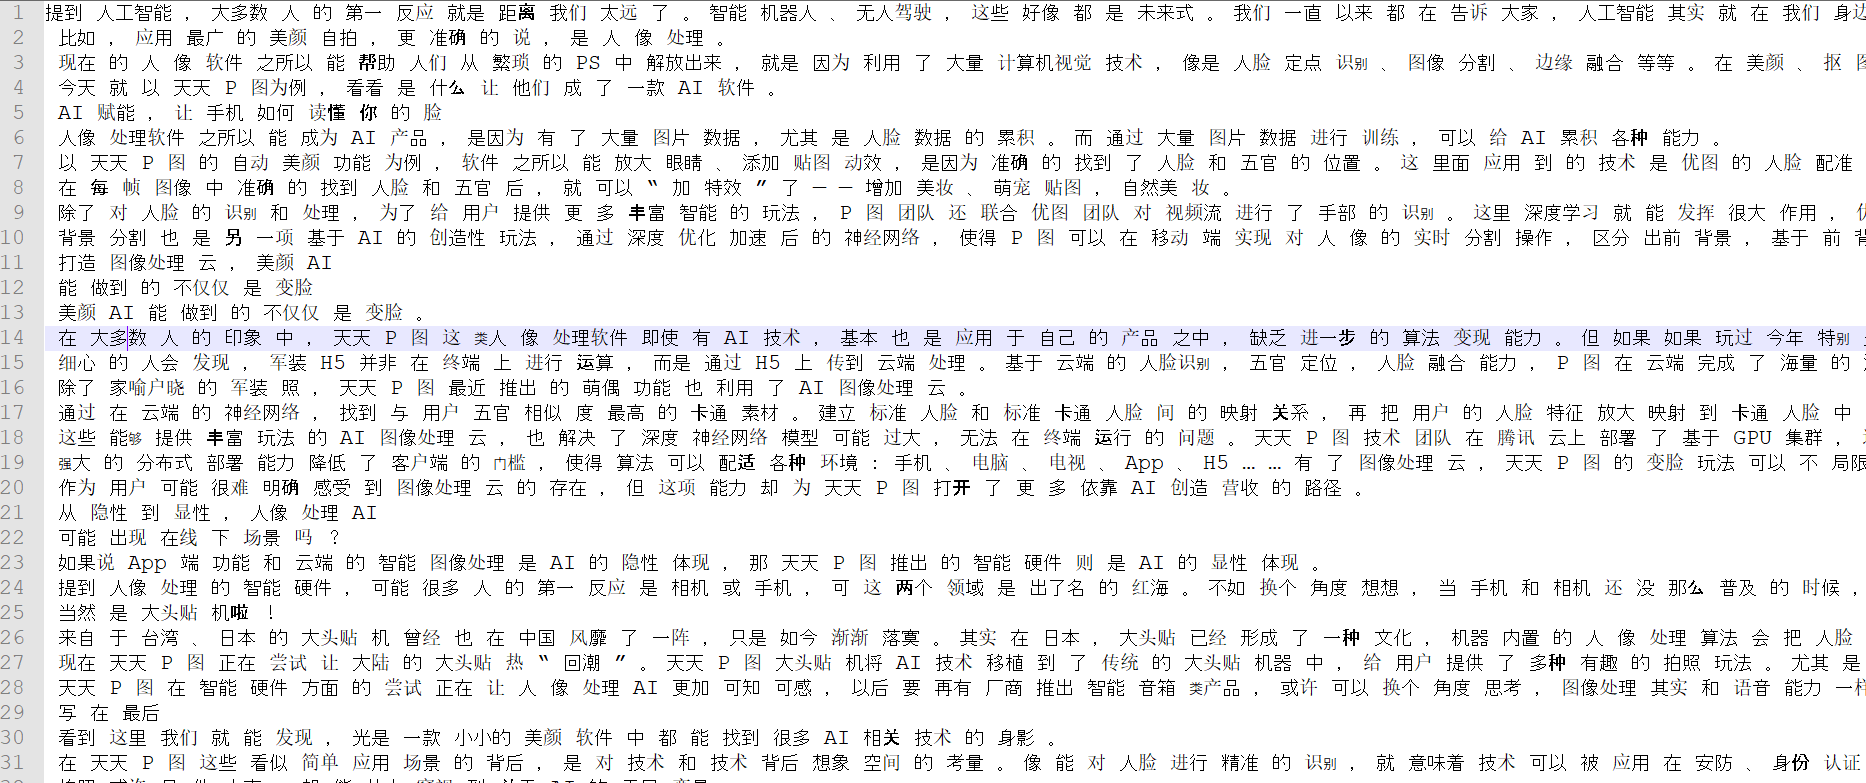 1 提到 人工智能 ， 大多数 人 的 第一 反应 就是 距离 我们 太远 了 。 智能 机器人 、 无人驾驶 ， 这些 好像 都 是 未来式 。 我们 一直 以来 都 在 告诉 大家 ， 人工智能 其实 就 在 我们 身边
2 比如 ， 应用 最广 的 美颜 自拍 ， 更 准确 的 说 ， 是 人 像 处理 。
3 现在 的 人 像 软件 之所以 能 帮助 人们 从 繁琐 的 PS 中 解放出来 ， 就是 因为 利用 了 大量 计算机视觉 技术 ， 像是 人脸 定点 识别 、 图像 分割 、 边缘 融合 等等 。 在 美颜 、 抠 图
4 今天 就 以 天天 P 图为例 ， 看看 是 什么 让 他们 成 了 一款 AI 软件 。
5 AI 赋能 ， 让 手机 如何 读懂 你 的 脸
6 人像 处理软件 之所以 能 成为 AI 产品 ， 是因为 有 了 大量 图片 数据 ， 尤其 是 人脸 数据 的 累积 。 而 通过 大量 图片 数据 进行 训练 ， 可以 给 AI 累积 各种 能力 。
7 以 天天 P 图 的 自动 美颜 功能 为例 ， 软件 之所以 能 放大 眼睛 、 添加 贴图 动效 ， 是因为 准确 的 找到 了 人脸 和 五官 的 位置 。 这 里面 应用 到 的 技术 是 优图 的 人脸 配准
8 在 每 帧 图像 中 准确 的 找到 人脸 和 五官 后 ， 就 可以 “ 加 特效 ” 了 — — 增加 美妆 、 萌宠 贴图 ， 自然美 妆 。
9 除了 对 人脸 的 识别 和 处理 ， 为了 给 用户 提供 更 多 丰富 智能 的 玩法 ， P 图 团队 还 联合 优图 团队 对 视频流 进行 了 手部 的 识别 。 这里 深度学习 就 能 发挥 很大 作用 ，
10 背景 分割 也 是 另 一项 基于 AI 的 创造性 玩法 ， 通过 深度 优化 加速 后 的 神经网络 ， 使得 P 图 可以 在 移动 端 实现 对 人 像 的 实时 分割 操作 ， 区分 出前 背景 ， 基于 前 背
11 打造 图像处理 云 ， 美颜 AI
12 能 做到 的 不仅仅 是 变脸
13 美颜 AI 能 做到 的 不仅仅 是 变脸 。
14 在 大多数 人 的 印象 中 ， 天天 P 图 这 类人 像 处理软件 即使 有 AI 技术 ， 基本 也 是 应用 于 自己 的 产品 之中 ， 缺乏 进一步 的 算法 变现 能力 。 但 如果 如果 玩过 今年 特别
15 细心 的 人会 发现 ， 军装 H5 并非 在 终端 上 进行 运算 ， 而是 通过 H5 上 传到 云端 处理 。 基于 云端 的 人脸识别 ， 五官 定位 ， 人脸 融合 能力 ， P 图 在 云端 完成 了 海量 的
16 除了 家喻户晓 的 军装 照 ， 天天 P 图 最近 推出 的 萌偶 功能 也 利用 了 AI 图像处理 云 。
17 通过 在 云端 的 神经网络 ， 找到 与 用户 五官 相似 度 最高 的 卡通 素材 。 建立 标准 人脸 和 标准 卡通 人脸 间 的 映射 关系 ， 再 把 用户 的 人脸 特征 放大 映射 到 卡通 人脸 中
18 这些 能够 提供 丰富 玩法 的 AI 图像处理 云 ， 也 解决 了 深度 神经网络 模型 可能 过大 ， 无法 在 终端 运行 的 问题 。 天天 P 图 技术 团队 在 腾讯 云上 部署 了 基于 GPU 集群 ，
19 强大 的 分布式 部署 能力 降低 了 客户端 的 门槛 ， 使得 算法 可以 配适 各种 环境 : 手机 、 电脑 、 电视 、 App 、 H5 … … 有 了 图像处理 云 ， 天天 P 图 的 变脸 玩法 可以 不 局限
20 作为 用户 可能 很难 明确 感受 到 图像处理 云 的 存在 ， 但 这项 能力 却 为 天天 P 图 打开 了 更 多 依靠 AI 创造 营收 的 路径 。
21 从 隐性 到 显性 ， 人像 处理 AI
22 可能 出现 在线 下 场景 吗 ？
23 如果说 App 端 功能 和 云端 的 智能 图像处理 是 AI 的 隐性 体现 ， 那 天天 P 图 推出 的 智能 硬件 则 是 AI 的 显性 体现 。
24 提到 人像 处理 的 智能 硬件 ， 可能 很多 人 的 第一 反应 是 相机 或 手机 ， 可 这 两个 领域 是 出了名 的 红海 。 不如 换个 角度 想想 ， 当 手机 和 相机 还 没 那么 普及 的 时候 ，
25 当然 是 大头贴 机啦 ！
26 来自 于 台湾 、 日本 的 大头贴 机 曾经 也 在 中国 风靡 了 一阵 ， 只是 如今 渐渐 落寞 。 其实 在 日本 ， 大头贴 已经 形成 了 一种 文化 ， 机器 内置 的 人 像 处理 算法 会 把 人脸
27 现在 天天 P 图 正在 尝试 让 大陆 的 大头贴 热 “ 回潮 ” 。 天天 P 图 大头贴 机将 AI 技术 移植 到 了 传统 的 大头贴 机器 中 ， 给 用户 提供 了 多种 有趣 的 拍照 玩法 。 尤其 是
28 天天 P 图 在 智能 硬件 方面 的 尝试 正在 让 人 像 处理 AI 更加 可知 可感 ， 以后 要 再有 厂商 推出 智能 音箱 类产品 ， 或许 可以 换个 角度 思考 ， 图像处理 其实 和 语音 能力 一样
29 写 在 最后
30 看到 这里 我们 就 能 发现 ， 光是 一款 小小的 美颜 软件 中 都 能 找到 很多 AI 相关 技术 的 身影 。
31 在 天天 P 图 这些 看似 简单 应用 场景 的 背后 ， 是 对 技术 和 技术 背后 想象 空间 的 考量 。 像 能 对 人脸 进行 精准 的 识别 ， 就 意味着 技术 可以 被 应用 在 安防 、 身份 认证